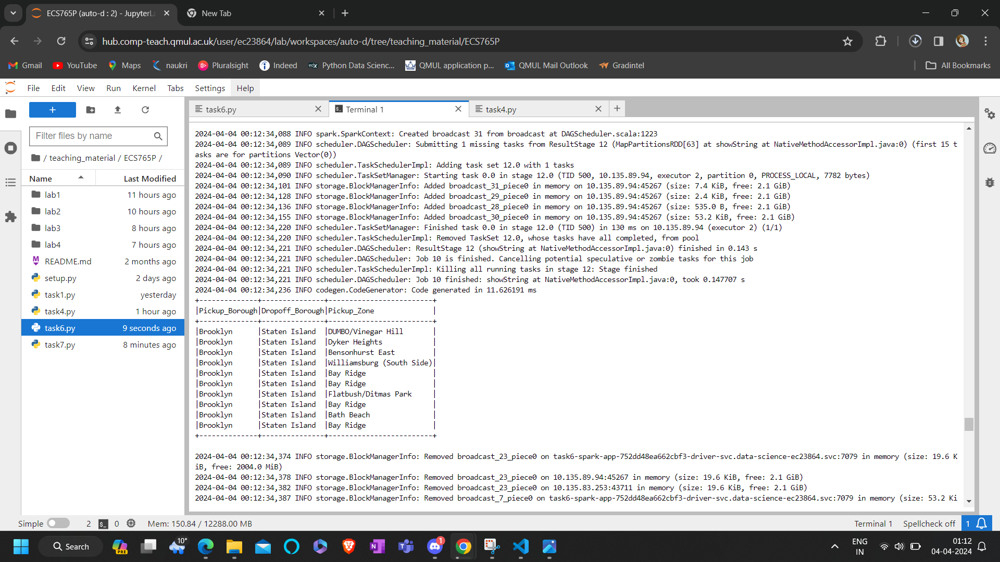 ECS765P (auto-d : 2) - JupyterLa
New Tab
hub.comp-teach.qmul.ac.uk/user/ec23864/lab/workspaces/auto-d/tree/teaching_material/ECS765P
Gmail YouTube Maps naukri Pluralsight Indeed edx Python Data Scienc... QMUL application p... QMUL Mail Outlook Gradintel All Bookmarks
File Edit View Run Kernel Tabs Settings Help
task6.py Terminal 1 task4.py
Filter files by name
/ teaching_material / ECS765P /
Name Last Modified
lab1 11 hours ago
lab2 10 hours ago
lab3 8 hours ago
lab4 7 hours ago
README.md 2 months ago
setup.py 2 days ago
task1.py yesterday
task4.py 1 hour ago
task6.py 9 seconds ago
task7.py 8 minutes ago
2024-04-04 00:12:34,088 INFO spark.SparkContext: Created broadcast 31 from broadcast at DAGScheduler.scala:1223
2024-04-04 00:12:34,089 INFO scheduler.DAGScheduler: Submitting 1 missing tasks from ResultStage 12 (MapPartitionsRDD[63] at showString at NativeMethodAccessorImpl.java:0) (first 15 t
asks are for partitions Vector(0))
2024-04-04 00:12:34,089 INFO scheduler.TaskSchedulerImpl: Adding task set 12.0 with 1 tasks
2024-04-04 00:12:34,090 INFO scheduler.TaskSetManager: Starting task 0.0 in stage 12.0 (TID 500, 10.135.89.94, executor 2, partition 0, PROCESS_LOCAL, 7782 bytes)
2024-04-04 00:12:34,101 INFO storage.BlockManagerInfo: Added broadcast_31_piece0 in memory on 10.135.89.94:45267 (size: 7.4 KiB, free: 2.1 GiB)
2024-04-04 00:12:34,128 INFO storage.BlockManagerInfo: Added broadcast_29_piece0 in memory on 10.135.89.94:45267 (size: 2.4 KiB, free: 2.1 GiB)
2024-04-04 00:12:34,136 INFO storage.BlockManagerInfo: Added broadcast_28_piece0 in memory on 10.135.89.94:45267 (size: 535.0 B, free: 2.1 GiB)
2024-04-04 00:12:34,155 INFO storage.BlockManagerInfo: Added broadcast_30_piece0 in memory on 10.135.89.94:45267 (size: 53.2 KiB, free: 2.1 GiB)
2024-04-04 00:12:34,220 INFO scheduler.TaskSetManager: Finished task 0.0 in stage 12.0 (TID 500) in 130 ms on 10.135.89.94 (executor 2) (1/1)
2024-04-04 00:12:34,220 INFO scheduler.TaskSchedulerImpl: Removed TaskSet 12.0, whose tasks have all completed, from pool
2024-04-04 00:12:34,221 INFO scheduler.DAGScheduler: ResultStage 12 (showString at NativeMethodAccessorImpl.java:0) finished in 0.143 s
2024-04-04 00:12:34,221 INFO scheduler.DAGScheduler: Job 10 is finished. Cancelling potential speculative or zombie tasks for this job
2024-04-04 00:12:34,221 INFO scheduler.TaskSchedulerImpl: Killing all running tasks in stage 12: Stage finished
2024-04-04 00:12:34,221 INFO scheduler.DAGScheduler: Job 10 finished: showString at NativeMethodAccessorImpl.java:0, took 0.147707 s
2024-04-04 00:12:34,236 INFO codegen.CodeGenerator: Code generated in 11.626191 ms
+--------------+---------------+-------------------------+
|Pickup_Borough|Dropoff_Borough|Pickup_Zone              |
+--------------+---------------+-------------------------+
|Brooklyn      |Staten Island  |DUMBO/Vinegar Hill       |
|Brooklyn      |Staten Island  |Dyker Heights            |
|Brooklyn      |Staten Island  |Bensonhurst East         |
|Brooklyn      |Staten Island  |Williamsburg (South Side)|
|Brooklyn      |Staten Island  |Bay Ridge                |
|Brooklyn      |Staten Island  |Bay Ridge                |
|Brooklyn      |Staten Island  |Flatbush/Ditmas Park     |
|Brooklyn      |Staten Island  |Bay Ridge                |
|Brooklyn      |Staten Island  |Bath Beach               |
|Brooklyn      |Staten Island  |Bay Ridge                |
+--------------+---------------+-------------------------+
2024-04-04 00:12:34,374 INFO storage.BlockManagerInfo: Removed broadcast_23_piece0 on task6-spark-app-752dd48ea662cbf3-driver-svc.data-science-ec23864.svc:7079 in memory (size: 19.6 K
iB, free: 2004.0 MiB)
2024-04-04 00:12:34,378 INFO storage.BlockManagerInfo: Removed broadcast_23_piece0 on 10.135.89.94:45267 in memory (size: 19.6 KiB, free: 2.1 GiB)
2024-04-04 00:12:34,382 INFO storage.BlockManagerInfo: Removed broadcast_23_piece0 on 10.135.83.253:43711 in memory (size: 19.6 KiB, free: 2.1 GiB)
2024-04-04 00:12:34,387 INFO storage.BlockManagerInfo: Removed broadcast_7_piece0 on task6-spark-app-752dd48ea662cbf3-driver-svc.data-science-ec23864.svc:7079 in memory (size: 53.2 Ki
Simple 2 $_ 0 Mem: 150.84 / 12288.00 MB Terminal 1 Spellcheck off 1
Search PRE 10° 1 ENG IN 01:12 04-04-2024